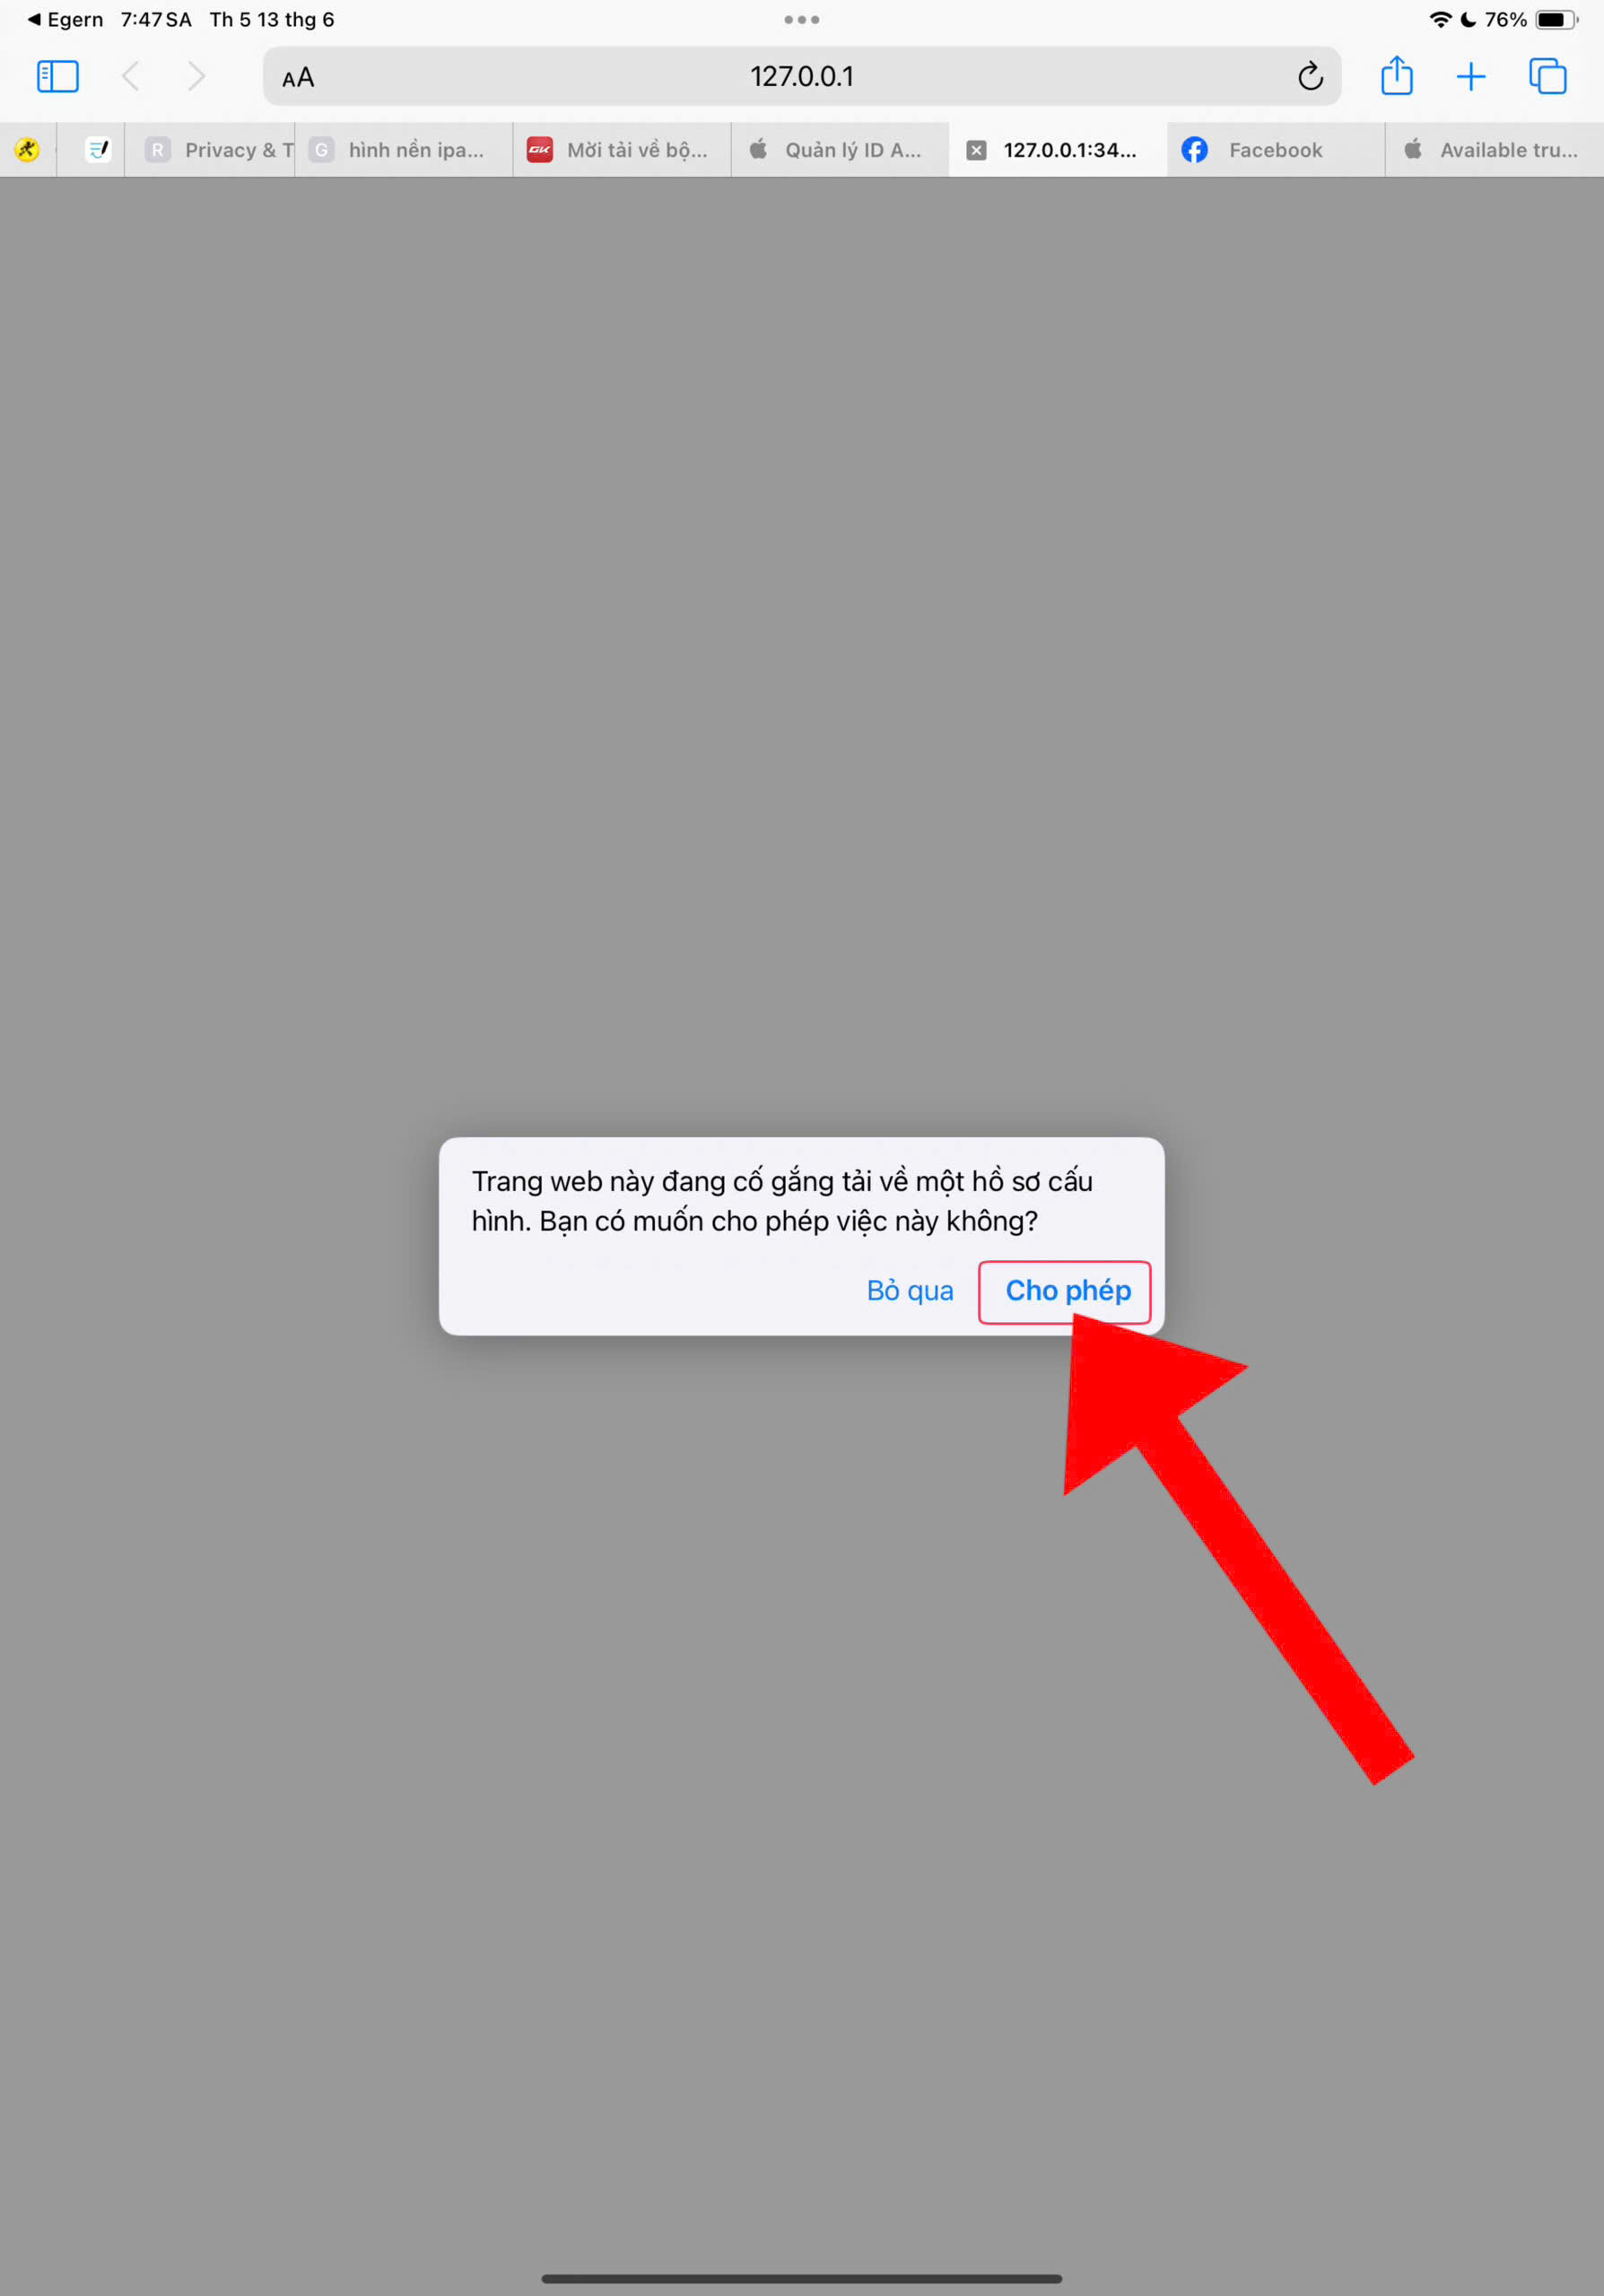 Egern 7:47 SA Th 5 13 thg 6
76%
AA 127.0.0.1
R Privacy & T G hình nền ipa... GK Mời tải về bộ... Quản lý ID A... 127.0.0.1:34... Facebook Available tru...
Trang web này đang cố gắng tải về một hồ sơ cấu
hình. Bạn có muốn cho phép việc này không?
Bỏ qua Cho phép